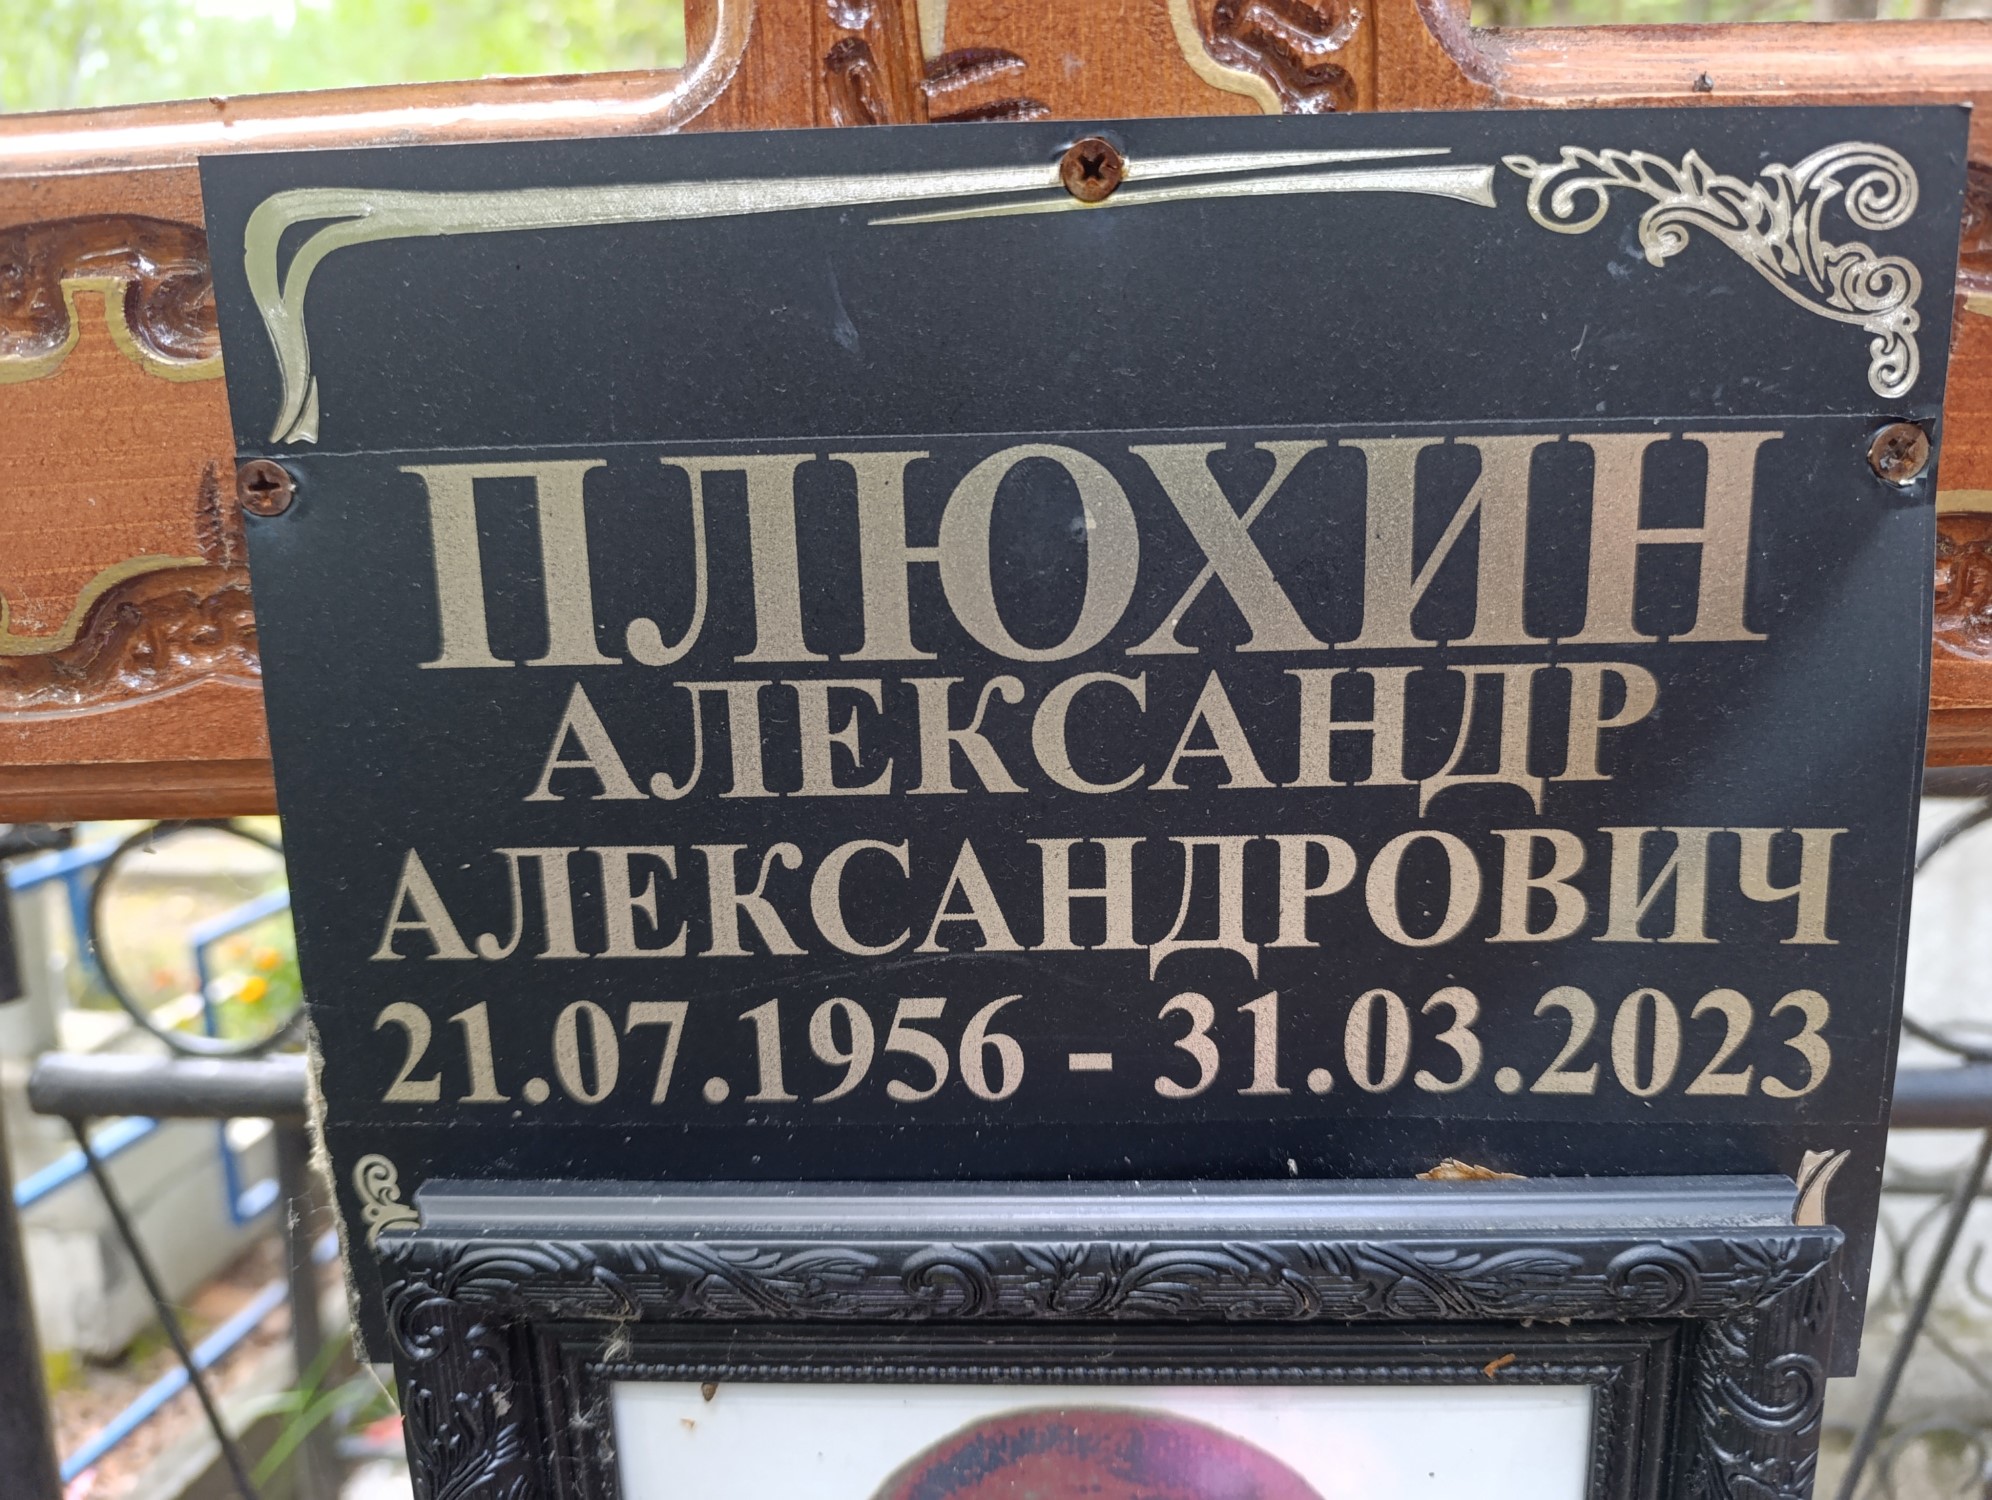 ПЛЮХИН
АЛЕКСАНДР
АЛЕКСАНДРОВИЧ
21.07.1956 - 31.03.2023